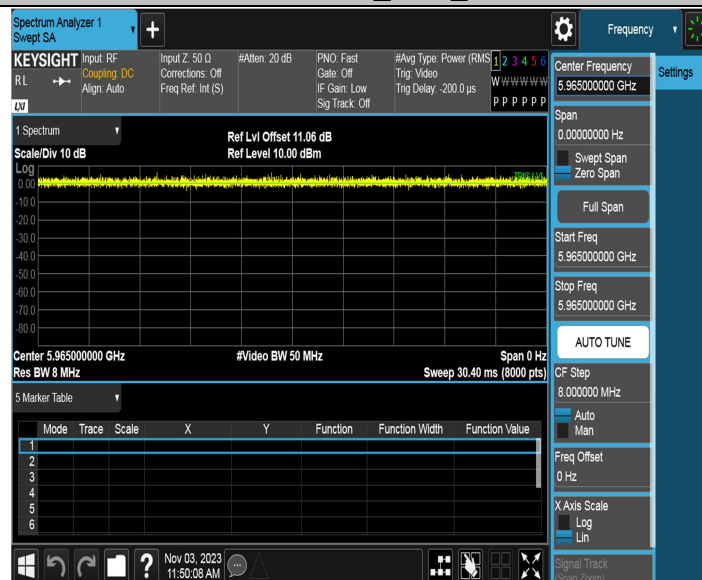 Spectrum Analyzer 1
Swept SA
Frequency
KEYSIGHT
RL
LXI
Input: RF
Coupling: DC
Align: Auto
Input Z: 50 Ω
Corrections: Off
Freq Ref: Int (S)
#Atten: 20 dB
PNO: Fast
Gate: Off
IF Gain: Low
Sig Track: Off
#Avg Type: Power (RMS
Trig: Video
Trig Delay: -200.0 µs
1 2 3 4 5 6
W W W W W W
P P P P P P
Center Frequency
5.965000000 GHz
Settings
Span
0.00000000 Hz
Swept Span
Zero Span
Full Span
Start Freq
5.965000000 GHz
Stop Freq
5.965000000 GHz
AUTO TUNE
CF Step
8.000000 MHz
Auto
Man
Freq Offset
0 Hz
X Axis Scale
Log
Lin
Signal Track
(Span Zoom)
1 Spectrum
Scale/Div 10 dB
Ref Lvl Offset 11.06 dB
Ref Level 10.00 dBm
Log
TRIG LVL
0.00
-10.0
-20.0
-30.0
-40.0
-50.0
-60.0
-70.0
-80.0
Center 5.965000000 GHz
#Video BW 50 MHz
Span 0 Hz
Res BW 8 MHz
Sweep 30.40 ms (8000 pts)
5 Marker Table
Mode Trace Scale X Y Function Function Width Function Value
1
2
3
4
5
6
?
Nov 03, 2023
11:50:08 AM